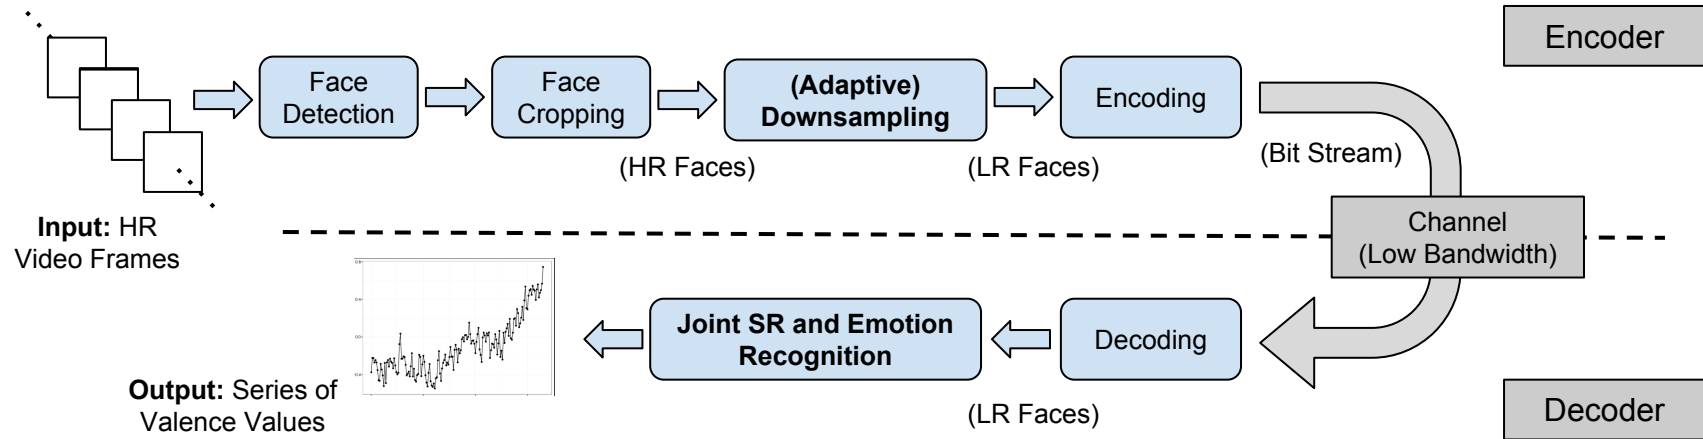 Encoder
Face
Detection
Face
Cropping
(Adaptive)
Downsampling
Encoding
(HR Faces)
(LR Faces)
(Bit Stream)
Input: HR
Video Frames
Channel
(Low Bandwidth)
Joint SR and Emotion
Recognition
Decoding
Output: Series of
Valence Values
(LR Faces)
Decoder